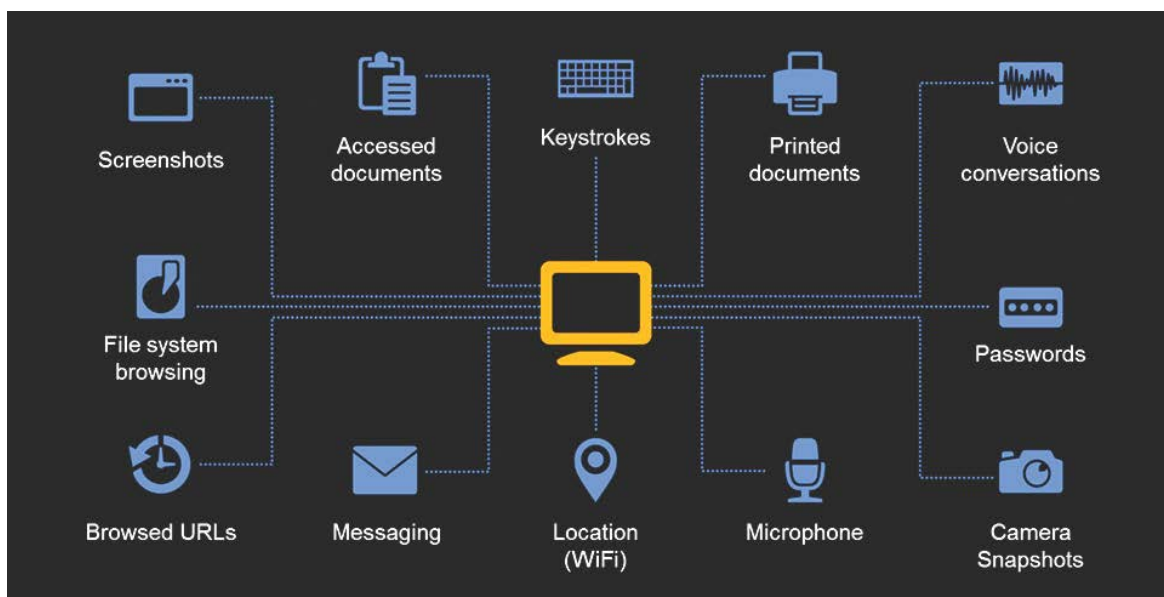 Screenshots
Accessed
documents
Keystrokes
Printed
documents
Voice
conversations
File system
browsing
Passwords
Browsed URLs
Messaging
Location
(WiFi)
Microphone
Camera
Snapshots